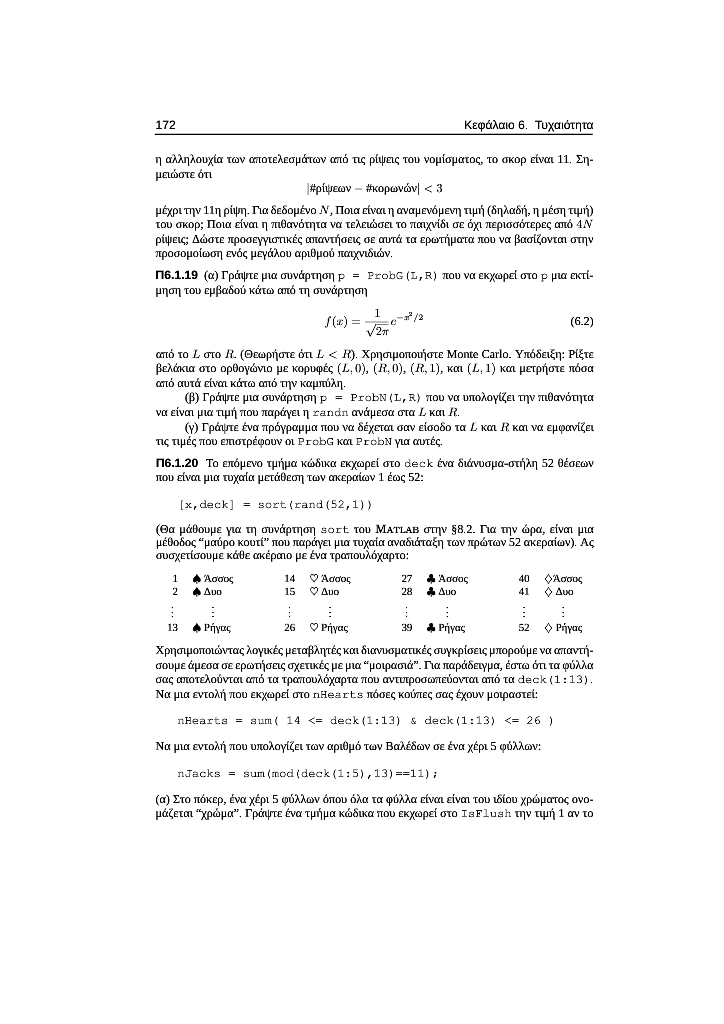 172 Κεφάλαιο 6. Τυχαιότητα
η αλληλουχία των αποτελεσμάτων από τις ρίψεις του νομίσματος, το σκορ είναι 11. Ση-
μειώστε ότι
|#ρίψεων − #κορωνών| < 3
μέχρι την 11η ρίψη. Για δεδομένο N, Ποια είναι η αναμενόμενη τιμή (δηλαδή, η μέση τιμή)
του σκορ; Ποια είναι η πιθανότητα να τελειώσει το παιχνίδι σε όχι περισσότερες από 4N
ρίψεις; Δώστε προσεγγιστικές απαντήσεις σε αυτά τα ερωτήματα που να βασίζονται στην
προσομοίωση ενός μεγάλου αριθμού παιχνιδιών.
Π6.1.19 (α) Γράψτε μια συνάρτηση p = ProbG(L,R) που να εκχωρεί στο p μια εκτί-
μηση του εμβαδού κάτω από τη συνάρτηση
f(x) = \frac{1}{\sqrt{2π}} e^{−x^2/2} (6.2)
από το L στο R. (Θεωρήστε ότι L < R). Χρησιμοποιήστε Monte Carlo. Υπόδειξη: Ρίξτε
βελάκια στο ορθογώνιο με κορυφές (L, 0), (R, 0), (R, 1), και (L, 1) και μετρήστε πόσα
από αυτά είναι κάτω από την καμπύλη.
(β) Γράψτε μια συνάρτηση p = ProbN(L,R) που να υπολογίζει την πιθανότητα
να είναι μια τιμή που παράγει η randn ανάμεσα στα L και R.
(γ) Γράψτε ένα πρόγραμμα που να δέχεται σαν είσοδο τα L και R και να εμφανίζει
τις τιμές που επιστρέφουν οι ProbG και ProbN για αυτές.
Π6.1.20 Το επόμενο τμήμα κώδικα εκχωρεί στο deck ένα διάνυσμα-στήλη 52 θέσεων
που είναι μια τυχαία μετάθεση των ακεραίων 1 έως 52:
[x,deck] = sort(rand(52,1))
(Θα μάθουμε για τη συνάρτηση sort του MATLAB στην §8.2. Για την ώρα, είναι μια
μέθοδος “μαύρο κουτί” που παράγει μια τυχαία αναδιάταξη των πρώτων 52 ακεραίων). Ας
συσχετίσουμε κάθε ακέραιο με ένα τραπουλόχαρτο:
1 ♠ Άσσος 14 ♡ Άσσος 27 ♣ Άσσος 40 ♢ Άσσος
2 ♠ Δυο 15 ♡ Δυο 28 ♣ Δυο 41 ♢ Δυο
⋮ ⋮ ⋮ ⋮ ⋮ ⋮ ⋮ ⋮
13 ♠ Ρήγας 26 ♡ Ρήγας 39 ♣ Ρήγας 52 ♢ Ρήγας
Χρησιμοποιώντας λογικές μεταβλητές και διανυσματικές συγκρίσεις μπορούμε να απαντή-
σουμε άμεσα σε ερωτήσεις σχετικές με μια “μοιρασιά”. Για παράδειγμα, έστω ότι τα φύλλα
σας αποτελούνται από τα τραπουλόχαρτα που αντιπροσωπεύονται από τα deck(1:13).
Να μια εντολή που εκχωρεί στο nHearts πόσες κούπες σας έχουν μοιραστεί:
nHearts = sum( 14 <= deck(1:13) & deck(1:13) <= 26 )
Να μια εντολή που υπολογίζει των αριθμό των Βαλέδων σε ένα χέρι 5 φύλλων:
nJacks = sum(mod(deck(1:5),13)==11);
(α) Στο πόκερ, ένα χέρι 5 φύλλων όπου όλα τα φύλλα είναι είναι του ιδίου χρώματος ονο-
μάζεται “χρώμα”. Γράψτε ένα τμήμα κώδικα που εκχωρεί στο IsFlush την τιμή 1 αν το